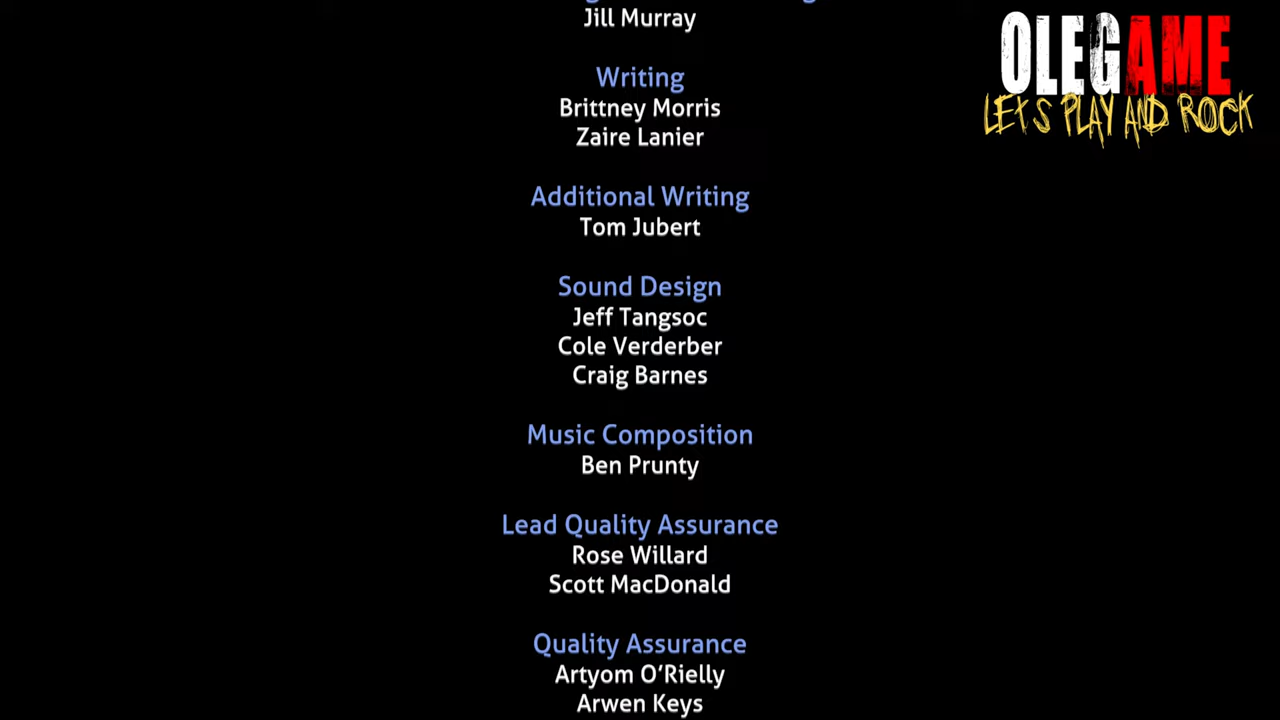 Jill Murray
Writing
Brittney Morris
Zaire Lanier
Additional Writing
Tom Jubert
Sound Design
Jeff Tangsoc
Cole Verderber
Craig Barnes
Music Composition
Ben Prunty
Lead Quality Assurance
Rose Willard
Scott MacDonald
Quality Assurance
Artyom O’Rielly
Arwen Keys
OLEGAME
LET'S PLAY AND ROCK